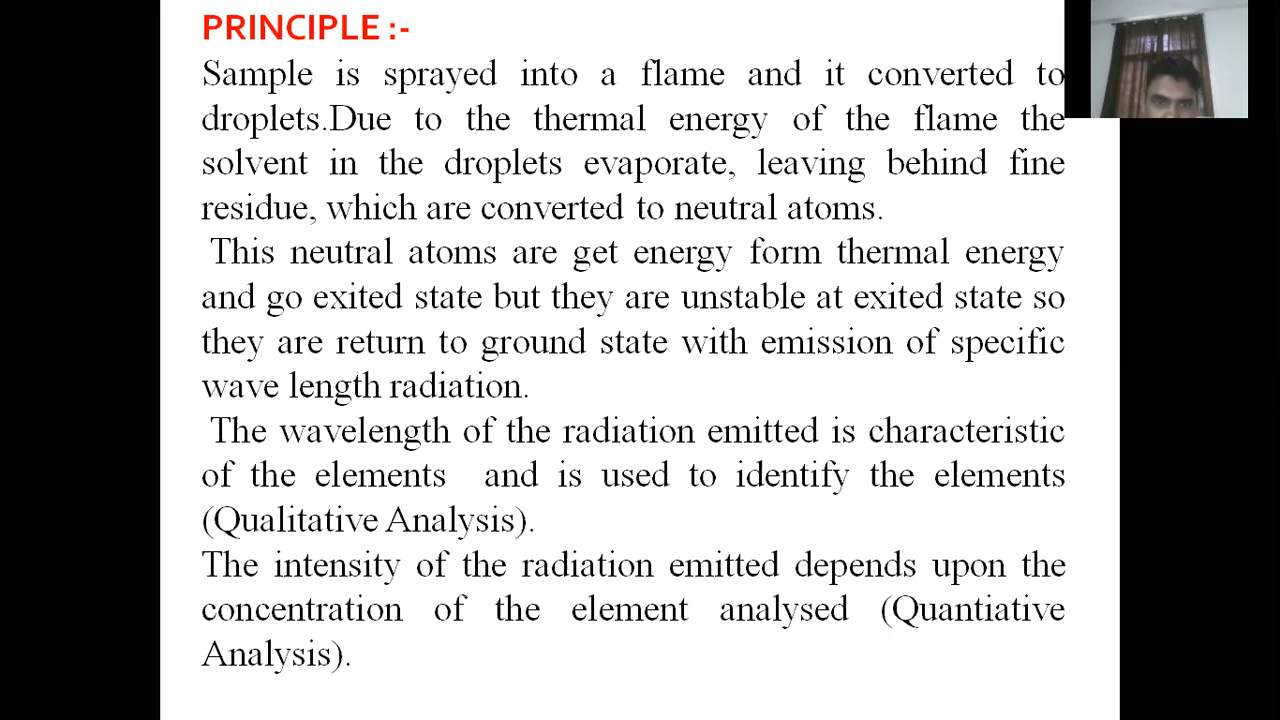 PRINCIPLE :-
Sample is sprayed into a flame and it converted to
droplets.Due to the thermal energy of the flame the
solvent in the droplets evaporate, leaving behind fine
residue, which are converted to neutral atoms.
This neutral atoms are get energy form thermal energy
and go exited state but they are unstable at exited state so
they are return to ground state with emission of specific
wave length radiation.
The wavelength of the radiation emitted is characteristic
of the elements and is used to identify the elements
(Qualitative Analysis).
The intensity of the radiation emitted depends upon the
concentration of the element analysed (Quantiative
Analysis).